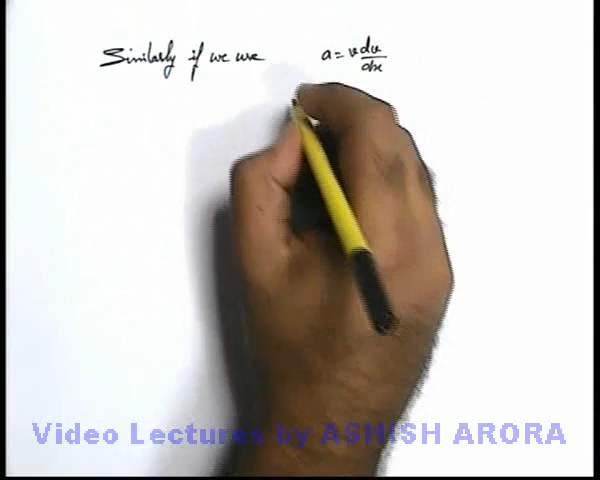 Similarly if we use a = v dv/dx
Video Lectures by ASHISH ARORA